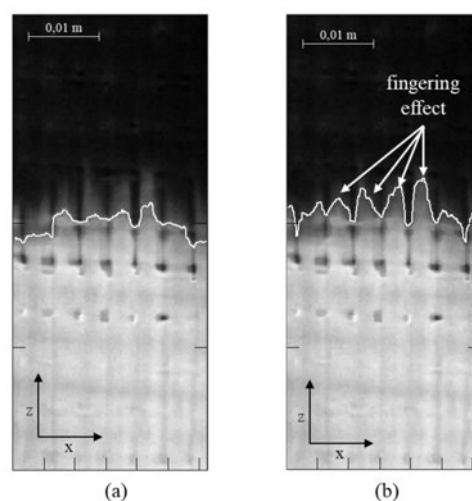 0,01 m
z
x
(a)
0,01 m
fingering
effect
z
x
(b)